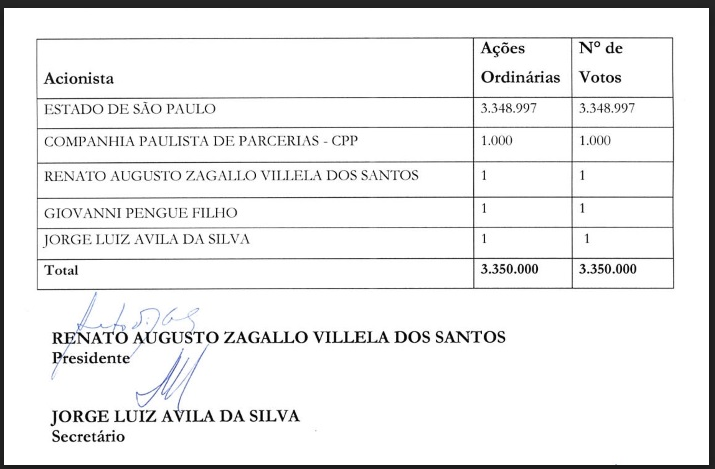 Acionista Ações Ordinárias N° de Votos
ESTADO DE SÃO PAULO 3.348.997 3.348.997
COMPANHIA PAULISTA DE PARCERIAS - CPP 1.000 1.000
RENATO AUGUSTO ZAGALLO VILLELA DOS SANTOS 1 1
GIOVANNI PENGUE FILHO 1 1
JORGE LUIZ AVILA DA SILVA 1 1
Total 3.350.000 3.350.000
RENATO AUGUSTO ZAGALLO VILLELA DOS SANTOS
Presidente
JORGE LUIZ AVILA DA SILVA
Secretário